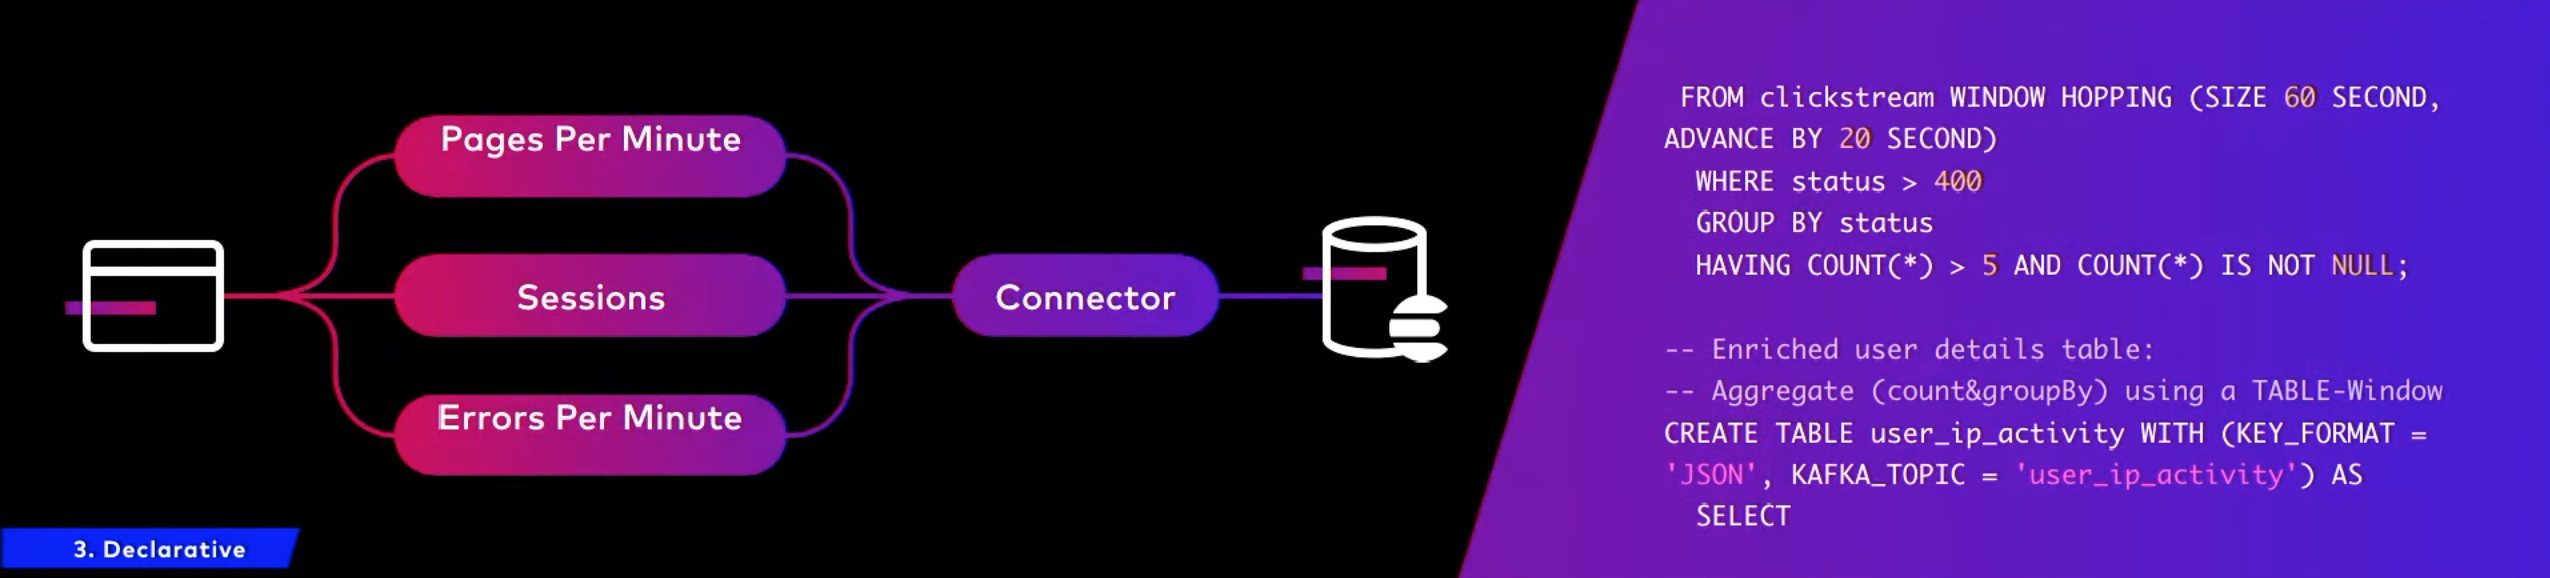 Pages Per Minute
Sessions
Errors Per Minute
Connector
3. Declarative
FROM clickstream WINDOW HOPPING (SIZE 60 SECOND,
ADVANCE BY 20 SECOND)
WHERE status > 400
GROUP BY status
HAVING COUNT(*) > 5 AND COUNT(*) IS NOT NULL;
-- Enriched user details table:
-- Aggregate (count&groupBy) using a TABLE-Window
CREATE TABLE user_ip_activity WITH (KEY_FORMAT =
'JSON', KAFKA_TOPIC = 'user_ip_activity') AS
SELECT